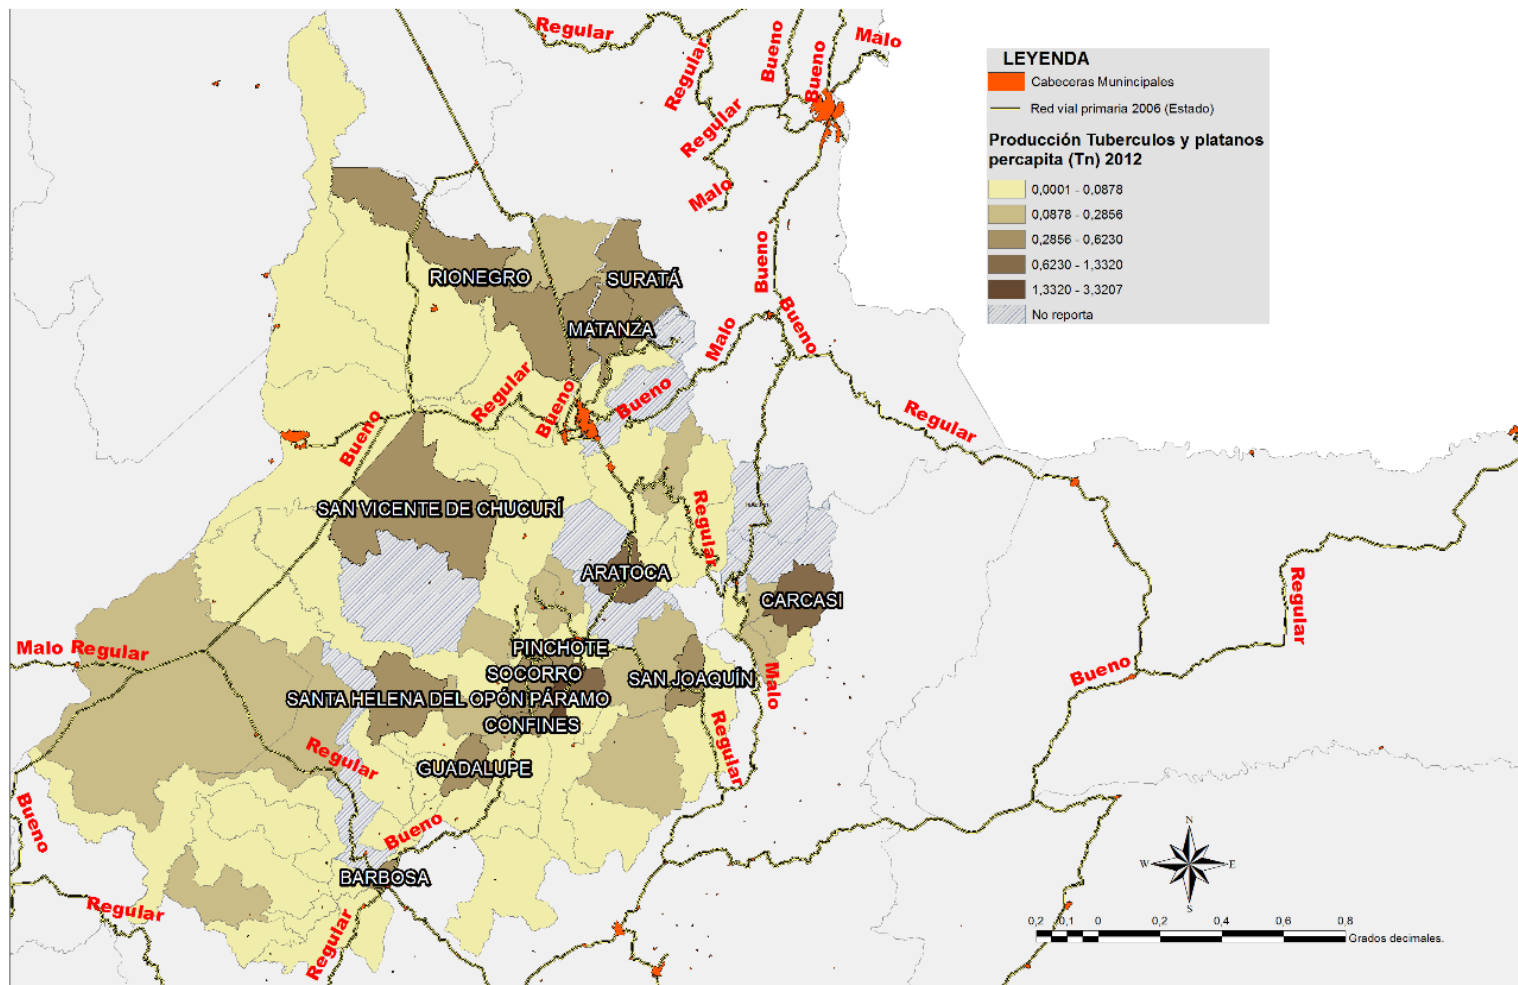 Regular
Bueno
Bueno
Malo
Regular
Regular
Malo
LEYENDA
Cabeceras Munincipales
Red vial primaria 2006 (Estado)
Producción Tuberculos y platanos
percapita (Tn) 2012
0,0001 - 0,0878
0,0878 - 0,2856
0,2856 - 0,6230
0,6230 - 1,3320
1,3320 - 3,3207
No reporta
Bueno
RIONEGRO
SURATÁ
MATANZA
Malo
Bueno
Regular
Bueno
Bueno
Regular
Bueno
SAN VICENTE DE CHUCURÍ
Regular
ARATOCA
CARCASI
Regular
Malo Regular
PINCHOTE
SOCORRO
SAN JOAQUÍN
Malo
Bueno
SANTA HELENA DEL OPÓN PÁRAMO
CONFINES
Regular
Regular
GUADALUPE
Bueno
Bueno
BARBOSA
Regular
Regular
N
W
E
S
0,2 0,1 0 0,2 0,4 0,6 0,8
Grados decimales.